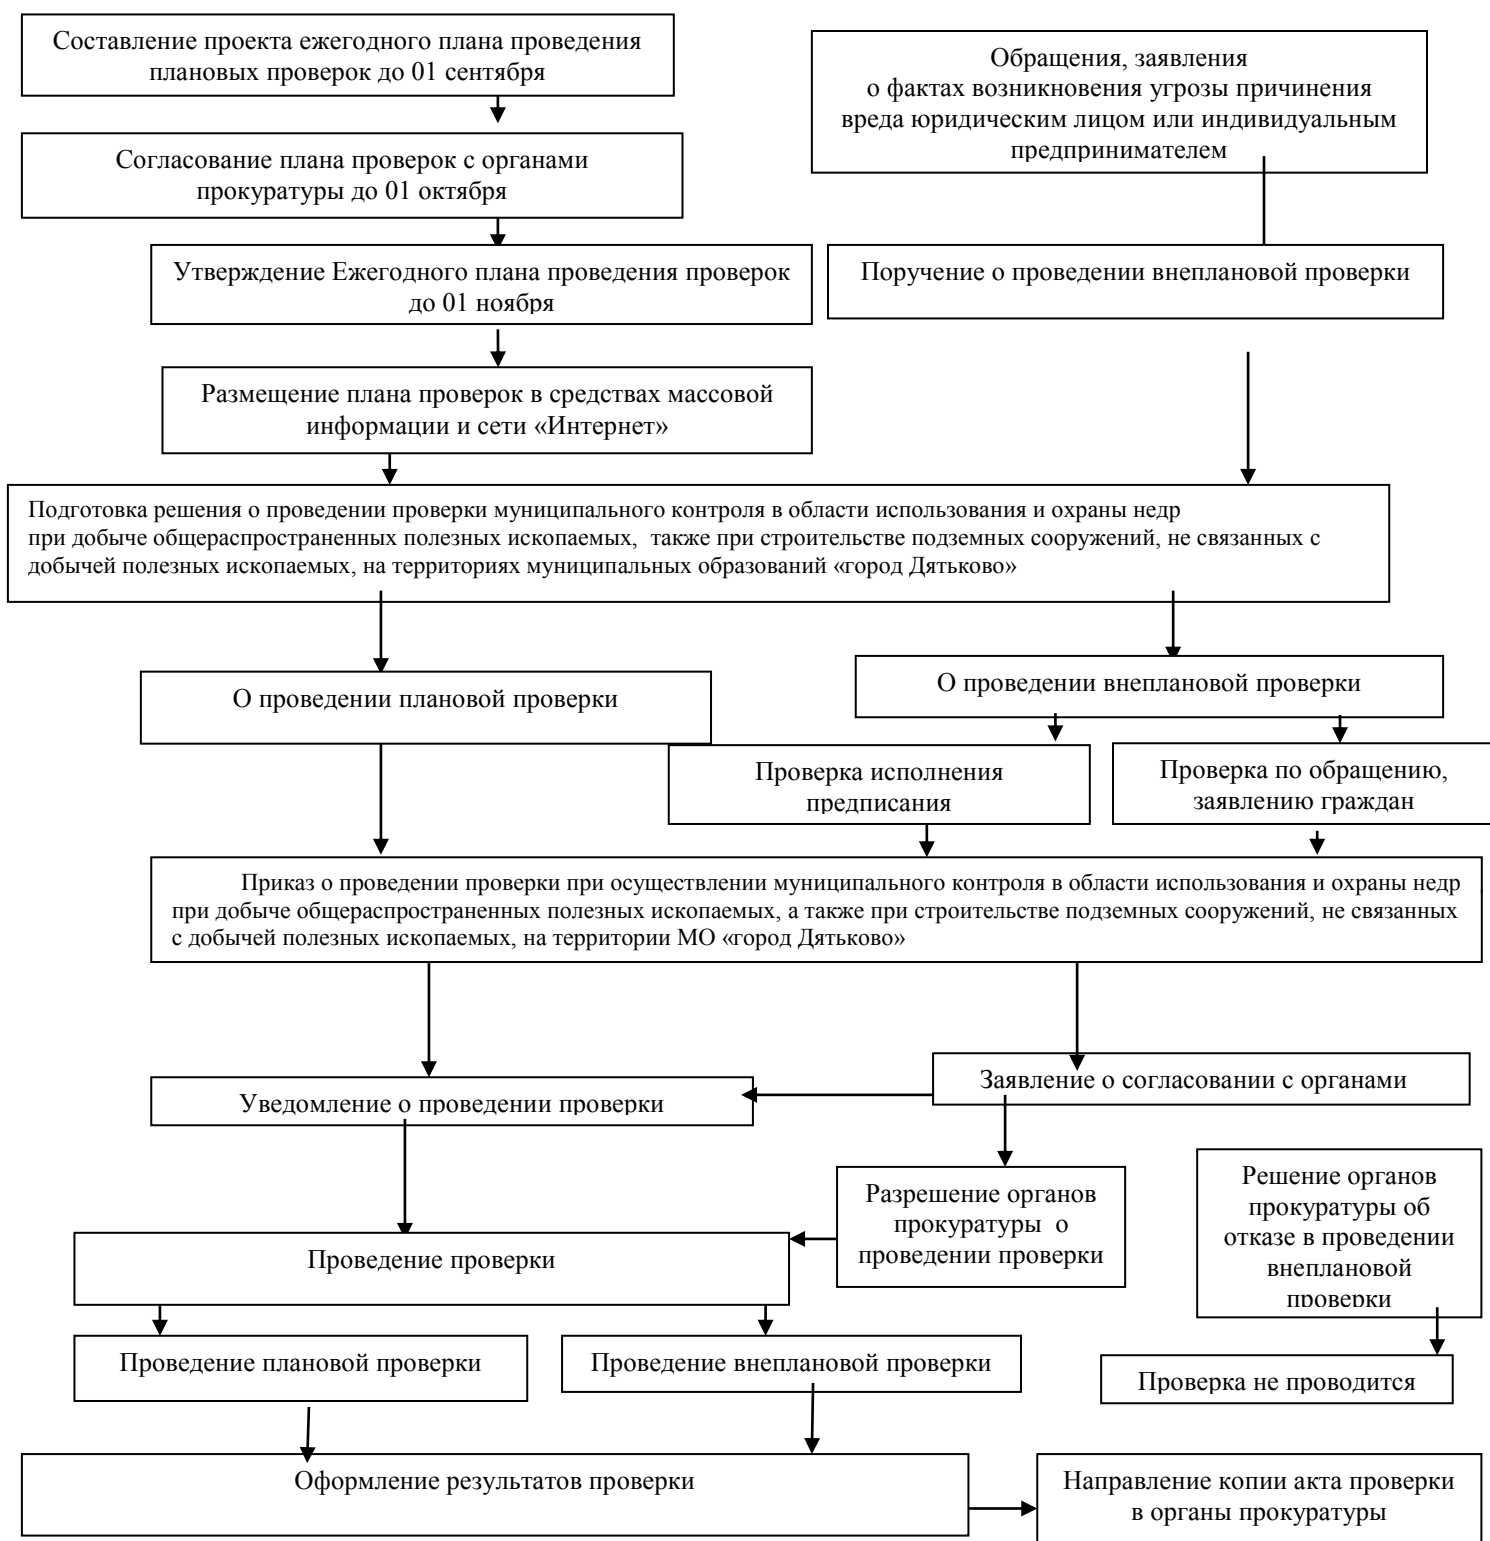 Составление проекта ежегодного плана проведения
плановых проверок до 01 сентября
Обращения, заявления
о фактах возникновения угрозы причинения
вреда юридическим лицом или индивидуальным
предпринимателем
Согласование плана проверок с органами
прокуратуры до 01 октября
Утверждение Ежегодного плана проведения проверок
до 01 ноября
Поручение о проведении внеплановой проверки
Размещение плана проверок в средствах массовой
информации и сети «Интернет»
Подготовка решения о проведении проверки муниципального контроля в области использования и охраны недр
при добыче общераспространенных полезных ископаемых, также при строительстве подземных сооружений, не связанных с
добычей полезных ископаемых, на территориях муниципальных образований «город Дятьково»
О проведении плановой проверки
О проведении внеплановой проверки
Проверка исполнения
предписания
Проверка по обращению,
заявлению граждан
Приказ о проведении проверки при осуществлении муниципального контроля в области использования и охраны недр
при добыче общераспространенных полезных ископаемых, а также при строительстве подземных сооружений, не связанных
с добычей полезных ископаемых, на территории МО «город Дятьково»
Уведомление о проведении проверки
Заявление о согласовании с органами
Разрешение органов
прокуратуры о
проведении проверки
Решение органов
прокуратуры об
отказе в проведении
внеплановой
проверки
Проведение проверки
Проведение плановой проверки
Проведение внеплановой проверки
Проверка не проводится
Оформление результатов проверки
Направление копии акта проверки
в органы прокуратуры